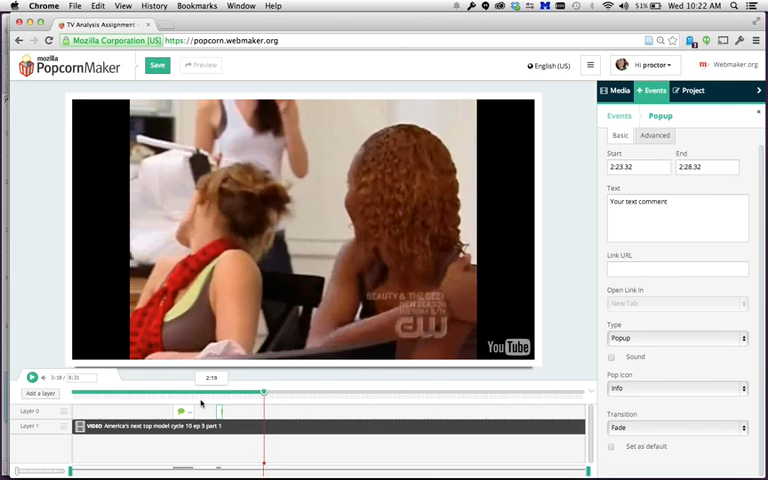 Chrome File Edit View History Bookmarks Window Help 51% Wed 10:22 AM
TV Analysis Assignment -
Mozilla Corporation [US] https://popcorn.webmaker.org
mozilla
PopcornMaker
Save
Preview
English (US)
Hi proctor
Webmaker.org
Media
+ Events
Project
Events
Popup
Basic
Advanced
Start
End
2:23.32
2:28.32
Text
Your text comment
Link URL
Open Link In
New Tab
Type
Popup
Sound
Pop Icon
Info
Transition
Fade
Set as default
BEAUTY & THE BEAST
NEW SEASON
CW
YouTube
3:18 / 8:31
2:19
Add a layer
Layer 0
Layer 1
VIDEO America's next top model cycle 10 ep 3 part 1